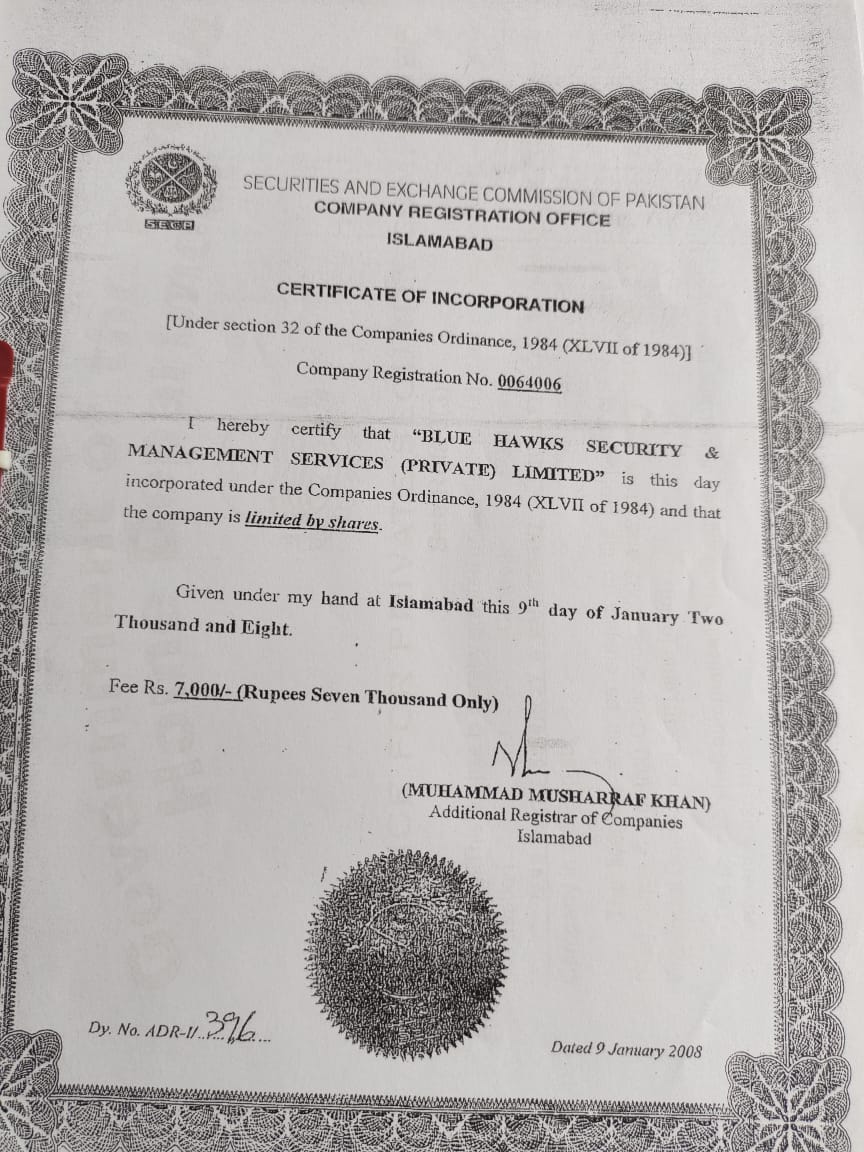 SECP
SECURITIES AND EXCHANGE COMMISSION OF PAKISTAN
COMPANY REGISTRATION OFFICE
ISLAMABAD
CERTIFICATE OF INCORPORATION
[Under section 32 of the Companies Ordinance, 1984 (XLVII of 1984)]
Company Registration No. 0064006
I hereby certify that “BLUE HAWKS SECURITY &
MANAGEMENT SERVICES (PRIVATE) LIMITED” is this day
incorporated under the Companies Ordinance, 1984 (XLVII of 1984) and that
the company is limited by shares.
Given under my hand at Islamabad this 9th day of January Two
Thousand and Eight.
Fee Rs. 7,000/- (Rupees Seven Thousand Only)
(MUHAMMAD MUSHARRAF KHAN)
Additional Registrar of Companies
Islamabad
Dy. No. ADR-I/..396...
Dated 9 January 2008